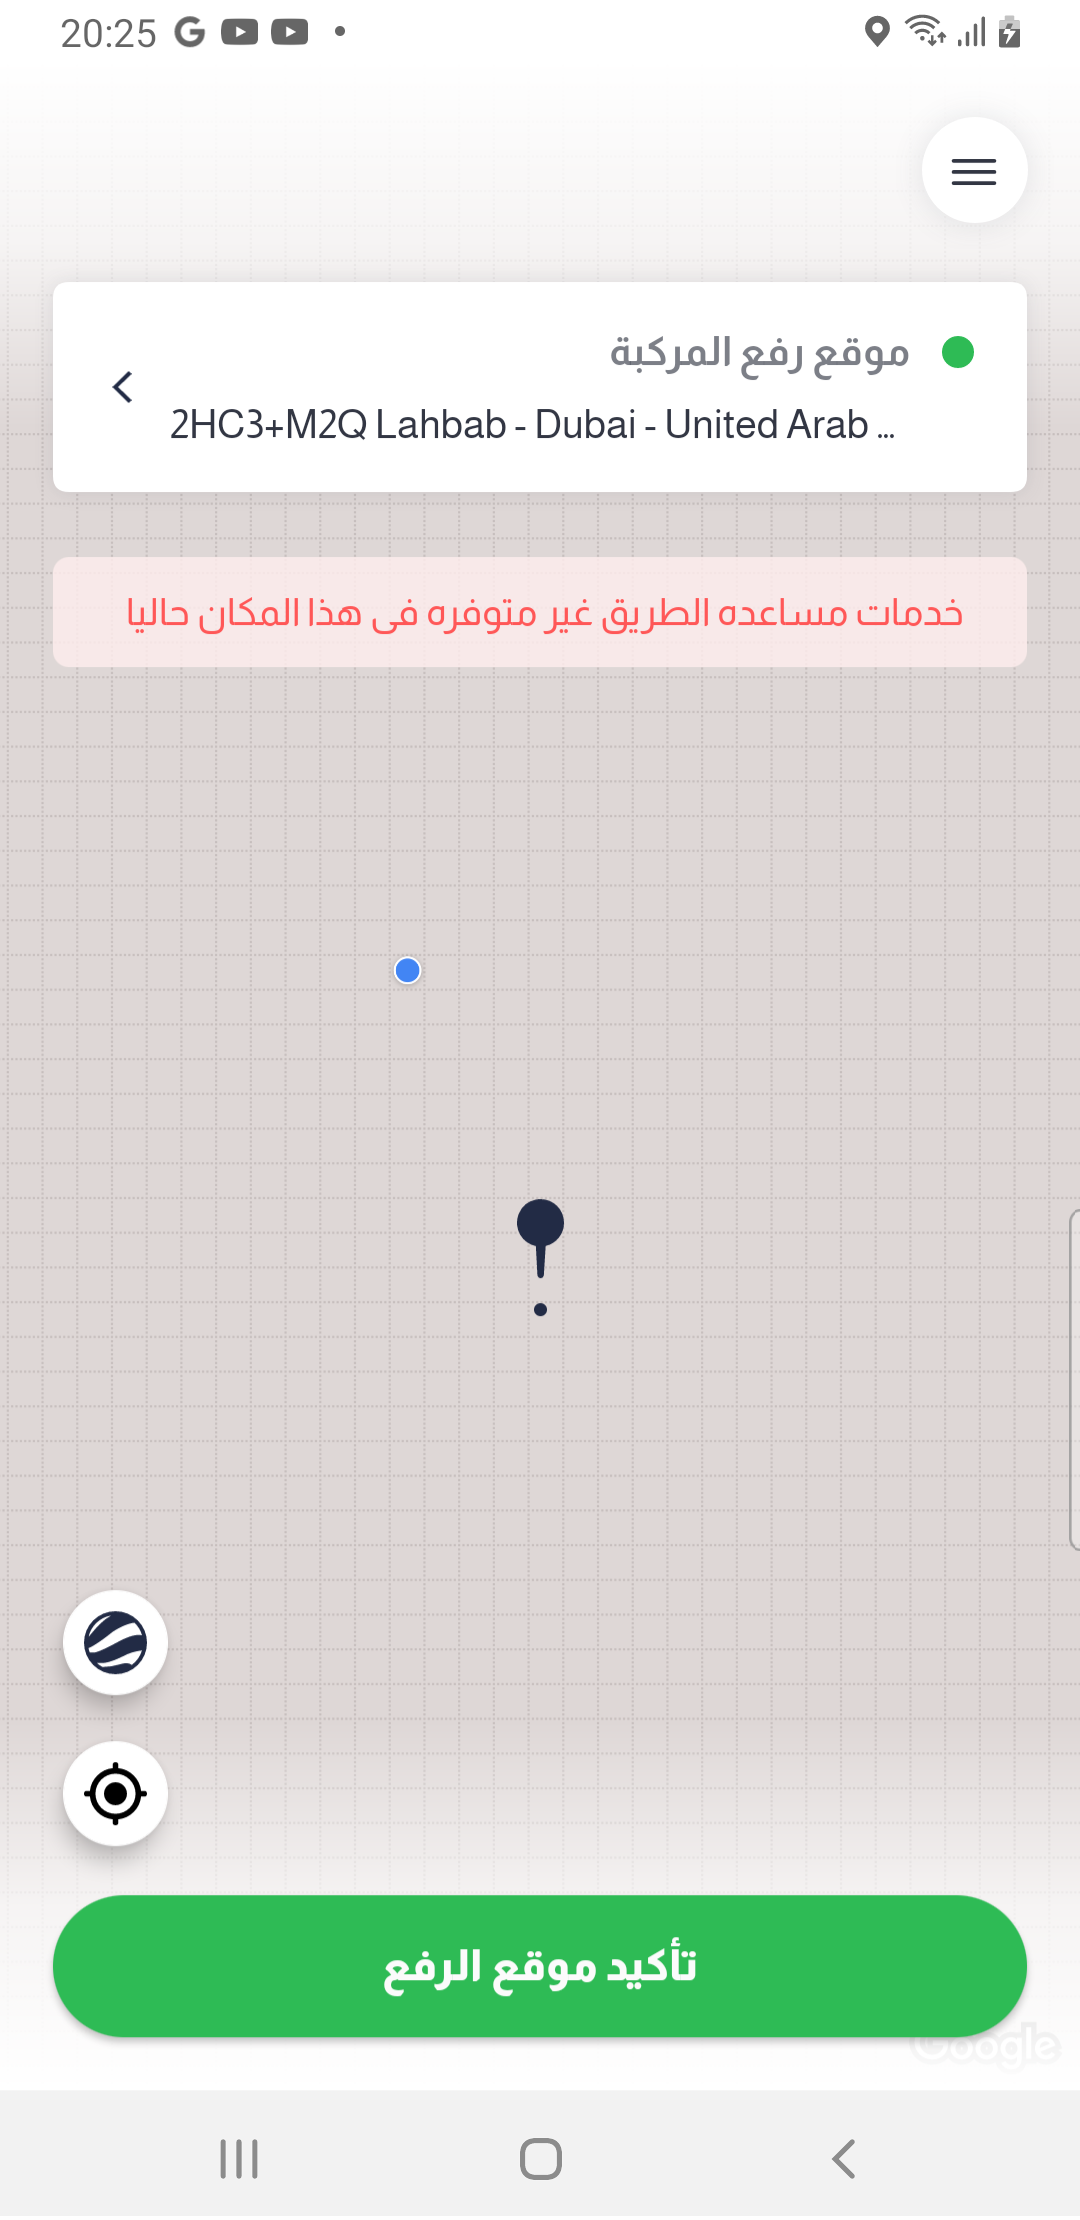 20:25
موقع رفع المركبة
2HC3+M2Q Lahbab - Dubai - United Arab ...
خدمات مساعده الطريق غير متوفره فى هذا المكان حاليا
تأكيد موقع الرفع
Google